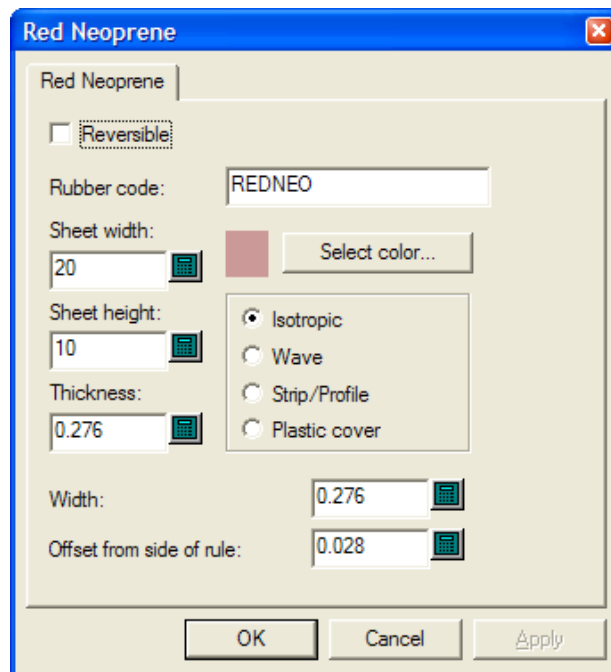 Red Neoprene
Red Neoprene
Reversible
Rubber code: REDNEO
Sheet width:
20
Select color...
Sheet height:
10
Isotropic
Wave
Thickness:
0.276
Strip/Profile
Plastic cover
Width: 0.276
Offset from side of rule: 0.028
OK Cancel Apply